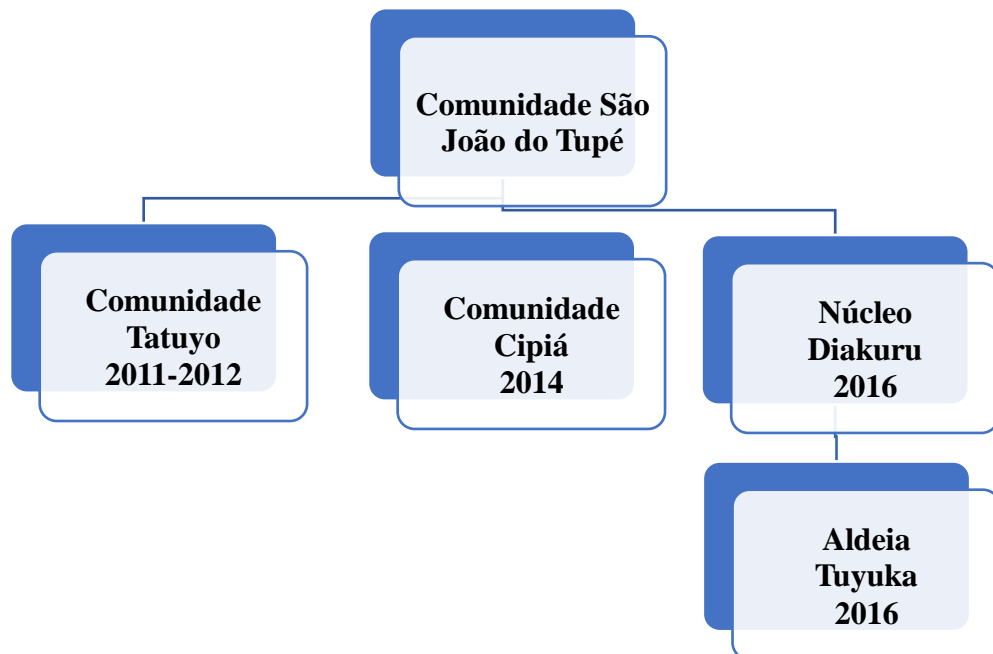 Comunidade São
João do Tupé
Comunidade
Tatuyo
2011-2012
Comunidade
Cipiá
2014
Núcleo
Diakuru
2016
Aldeia
Tuyuka
2016